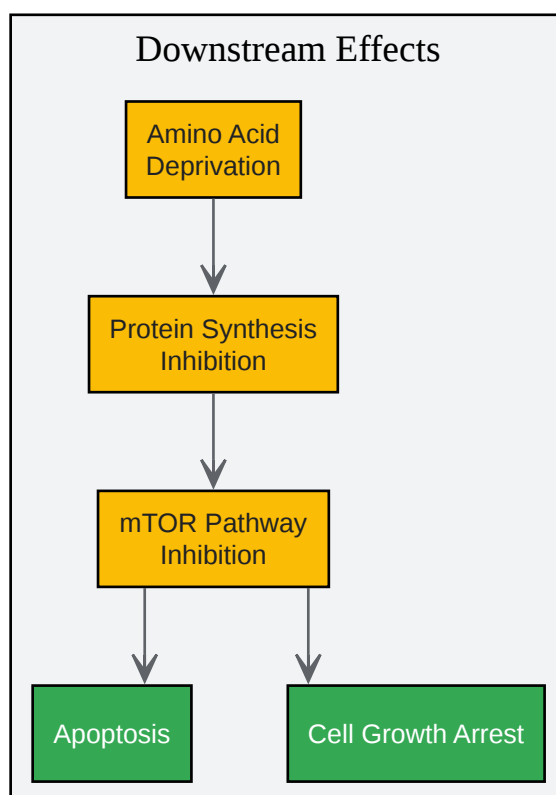 Downstream Effects
Amino Acid
Deprivation
Protein Synthesis
Inhibition
mTOR Pathway
Inhibition
Apoptosis
Cell Growth Arrest